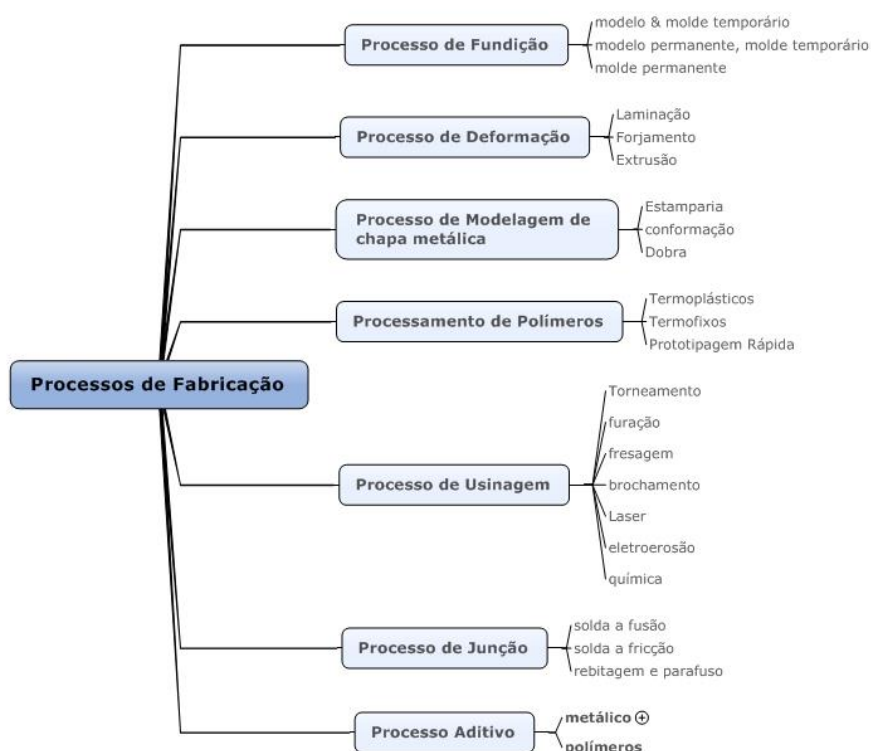 Processo de Fundição
modelo & molde temporário
modelo permanente, molde temporário
molde permanente
Processo de Deformação
Laminação
Forjamento
Extrusão
Processo de Modelagem de
chapa metálica
Estamparia
conformação
Dobra
Processamento de Polímeros
Termoplásticos
Termofixos
Prototipagem Rápida
Processos de Fabricação
Processo de Usinagem
Torneamento
furação
fresagem
brochamento
Laser
eletroerosão
química
Processo de Junção
solda a fusão
solda a fricção
rebitagem e parafuso
Processo Aditivo
metálico
polímeros